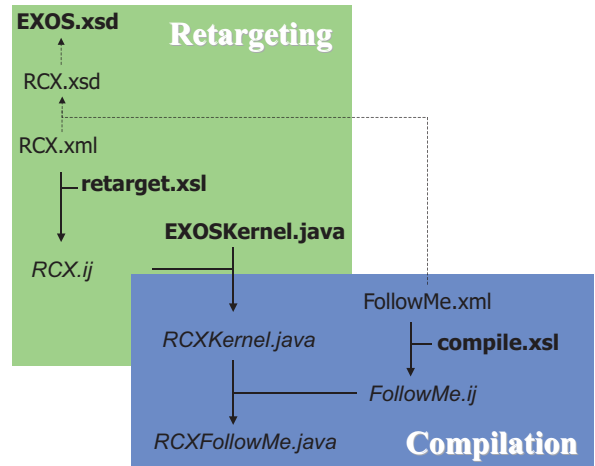 EXOS.xsd
Retargeting
RCX.xsd
RCX.xml
retarget.xsl
EXOSKernel.java
RCX.ij
FollowMe.xml
RCXKernel.java
compile.xsl
FollowMe.ij
RCXFollowMe.java
Compilation